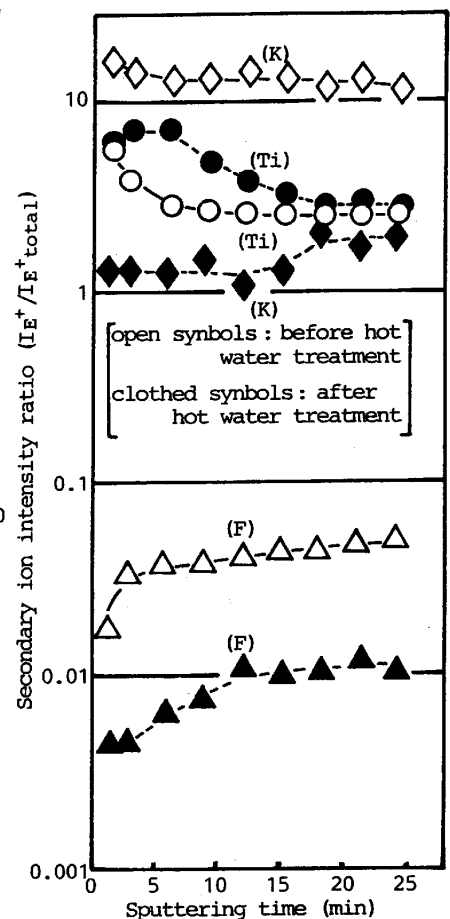 Secondary ion intensity ratio (IE+/IE+total)
10
1
0.1
0.01
0.001
(K)
(Ti)
(Ti)
(K)
open synbols : before hot
water treatment
clothed symbols : after
hot water treatment
(F)
(F)
0 5 10 15 20 25
Sputtering time (min)